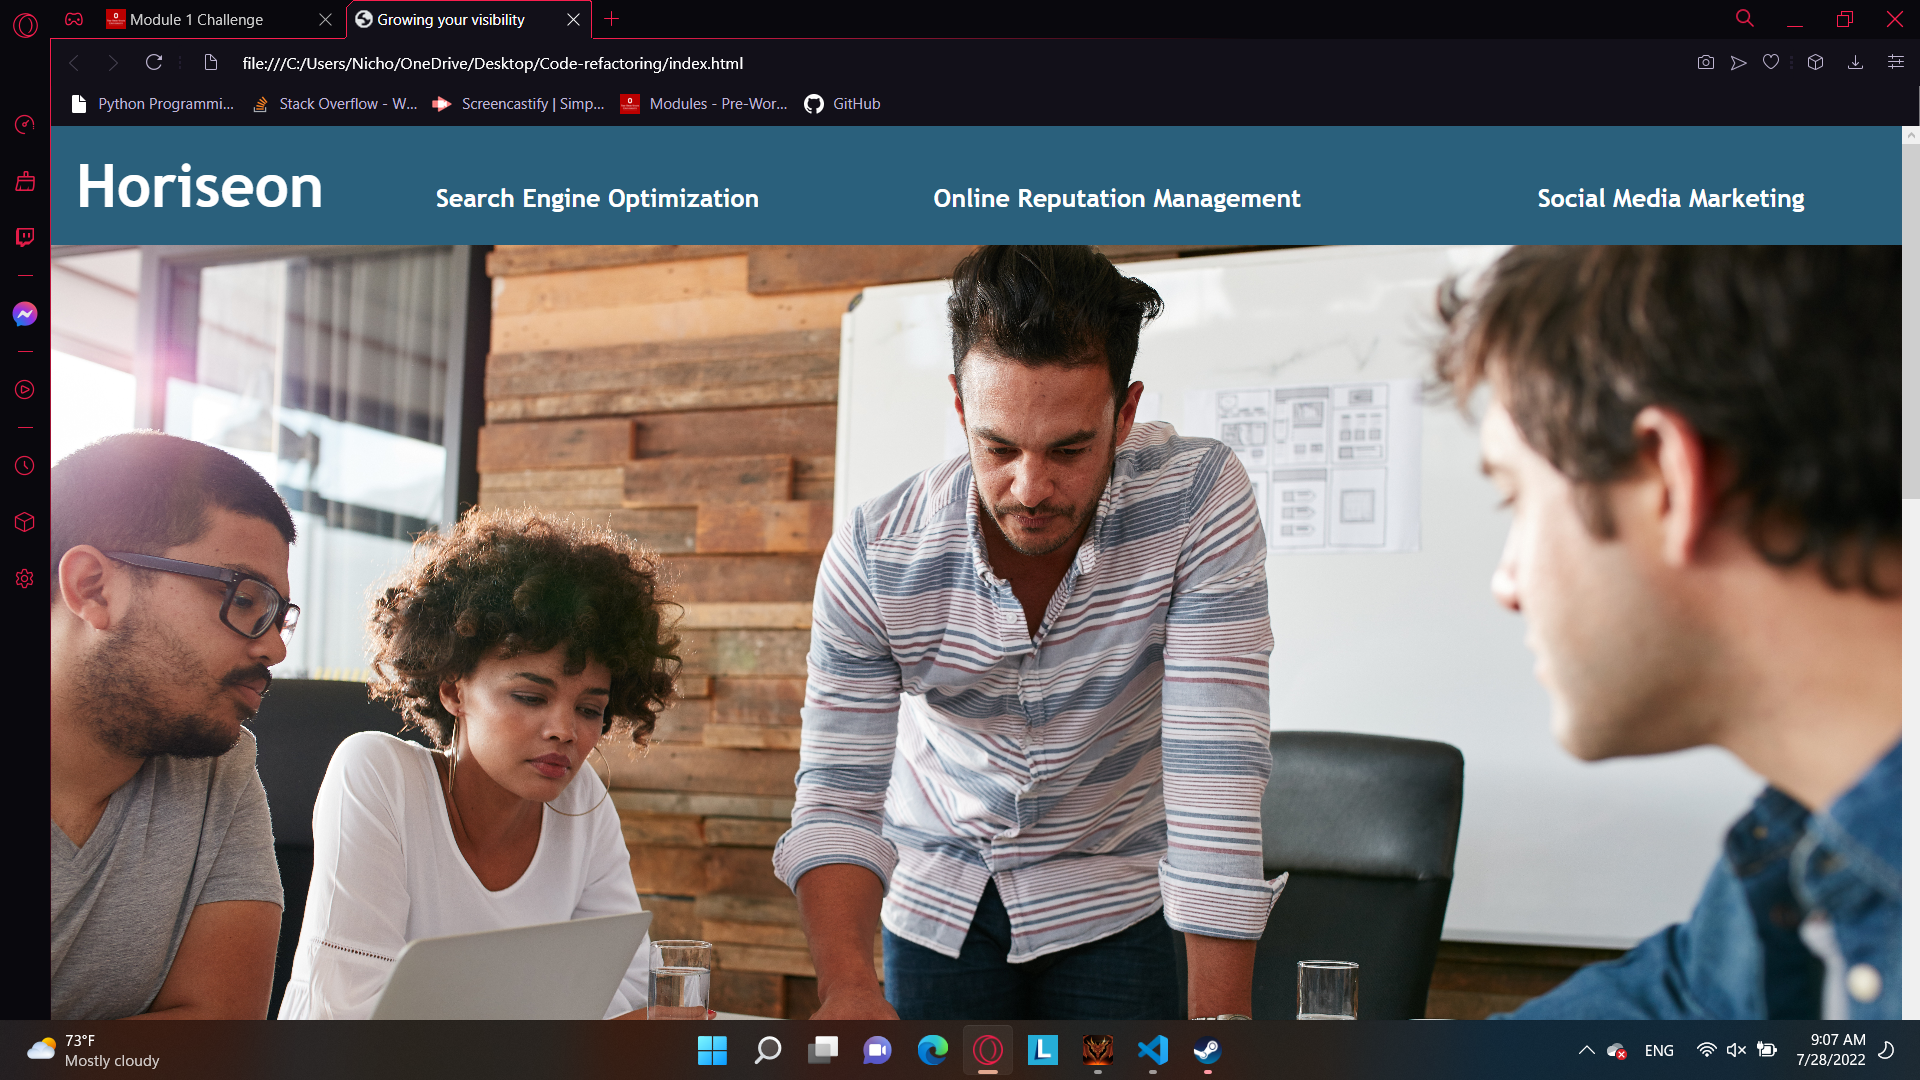 Module 1 Challenge
Growing your visibility
file:///C:/Users/Nicho/OneDrive/Desktop/Code-refactoring/index.html
Python Programmi...
Stack Overflow - W...
Screencastify | Simp...
Modules - Pre-Wor...
GitHub
Horiseon
Search Engine Optimization
Online Reputation Management
Social Media Marketing
73°F
Mostly cloudy
L
ENG
9:07 AM
7/28/2022